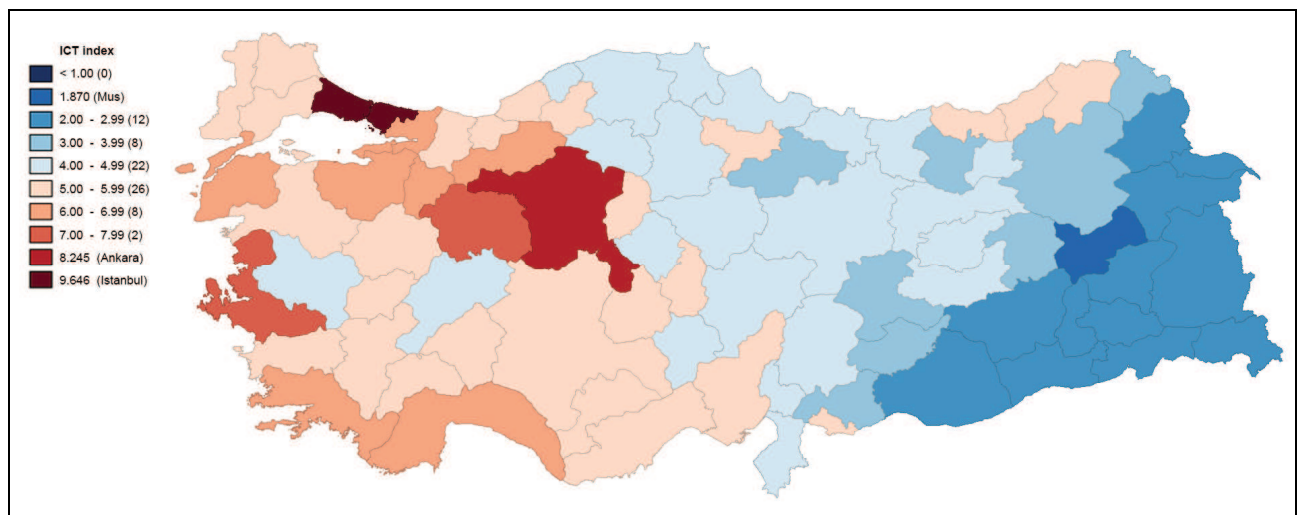 ICT index
< 1.00 (0)
1.870 (Mus)
2.00 - 2.99 (12)
3.00 - 3.99 (8)
4.00 - 4.99 (22)
5.00 - 5.99 (26)
6.00 - 6.99 (8)
7.00 - 7.99 (2)
8.245 (Ankara)
9.646 (Istanbul)